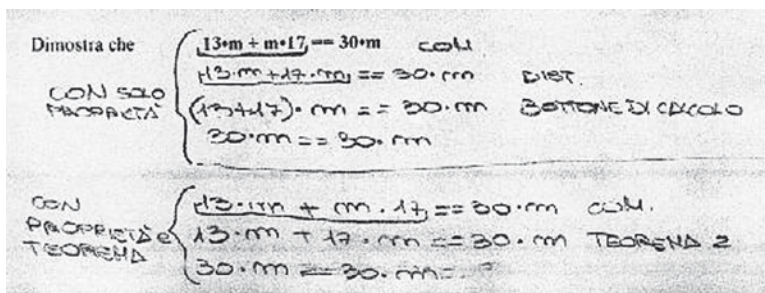 Dimostra che 13•m + m•17 == 30•m COM
13·m+17·m == 30·m DIST.
CON SOLO PROPRIETÀ (13+17)·m == 30·m BOTTONE DI CALCOLO
30·m == 30·m
CON PROPRIETÀ e TEOREMA 13·m + m·17 == 30·m COM.
13·m + 17·m == 30·m TEOREMA 2
30·m == 30·m